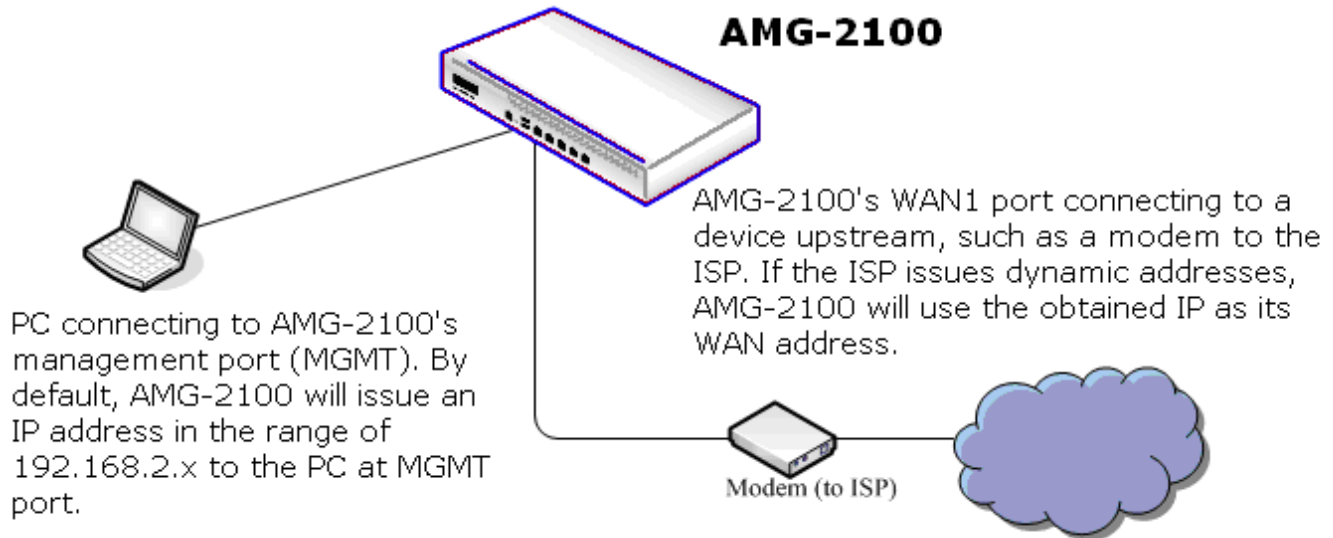 AMG-2100
AMG-2100's WAN1 port connecting to a
device upstream, such as a modem to the
ISP. If the ISP issues dynamic addresses,
AMG-2100 will use the obtained IP as its
WAN address.
PC connecting to AMG-2100's
management port (MGMT). By
default, AMG-2100 will issue an
IP address in the range of
192.168.2.x to the PC at MGMT
port.
Modem (to ISP)